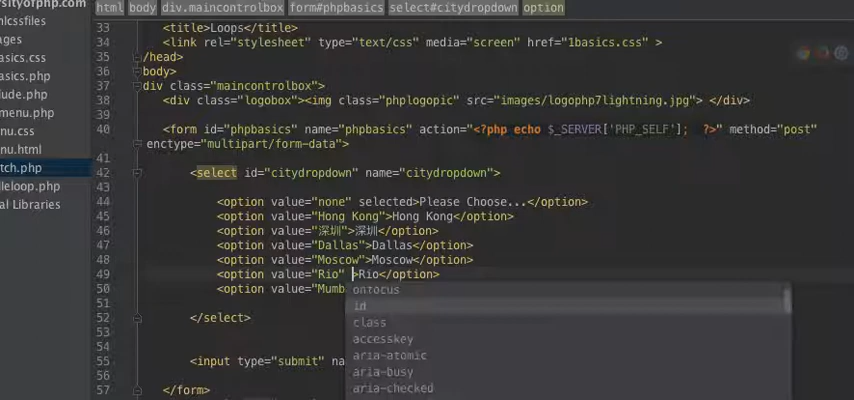 rsityofphp.com
html body div.maincontrolbox form#phpbasics select#citydropdown option
nlcssfiles
ages
asics.css
asics.php
lude.php
menu.php
nu.css
nu.html
tch.php
leloop.php
al Libraries
33 <title>Loops</title>
34 <link rel="stylesheet" type="text/css" media="screen" href="1basics.css" >
35 /head>
36 body>
37 div class="maincontrolbox">
38 <div class="logobox"><img class="phplogopic" src="images/logophp7lightning.jpg"> </div>
39
40 <form id="phpbasics" name="phpbasics" action="<?php echo $_SERVER['PHP_SELF']; ?>" method="post"
enctype="multipart/form-data">
41
42 <select id="citydropdown" name="citydropdown">
43
44 <option value="none" selected>Please Choose...</option>
45 <option value="Hong Kong">Hong Kong</option>
46 <option value="深圳">深圳</option>
47 <option value="Dallas">Dallas</option>
48 <option value="Moscow">Moscow</option>
49 <option value="Rio" >Rio</option>
50 <option value="Mumb
51
52 </select>
53
55 <input type="submit" na
56
57 </form>
onfocus
id
class
accesskey
aria-atomic
aria-busy
aria-checked